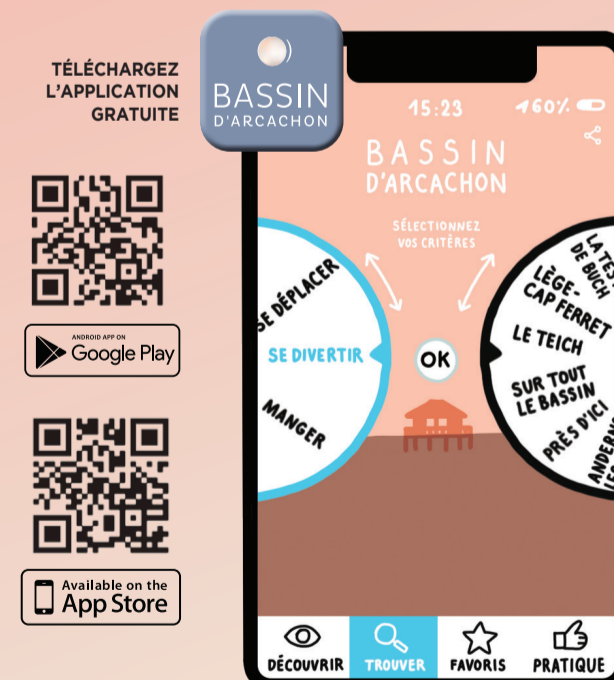 TÉLÉCHARGEZ
L'APPLICATION
GRATUITE
BASSIN
D'ARCACHON
ANDROID APP ON
Google Play
Available on the
App Store
15:23
160%
BASSIN
D'ARCACHON
SÉLECTIONNEZ
VOS CRITÈRES
SE DÉPLACER
SE DIVERTIR
MANGER
OK
LA TES
DE BUCH
LÈGE-
CAP FERRET
LE TEICH
SUR TOUT
LE BASSIN
PRÈS D'ICI
DÉCOUVRIR
TROUVER
FAVORIS
PRATIQUE